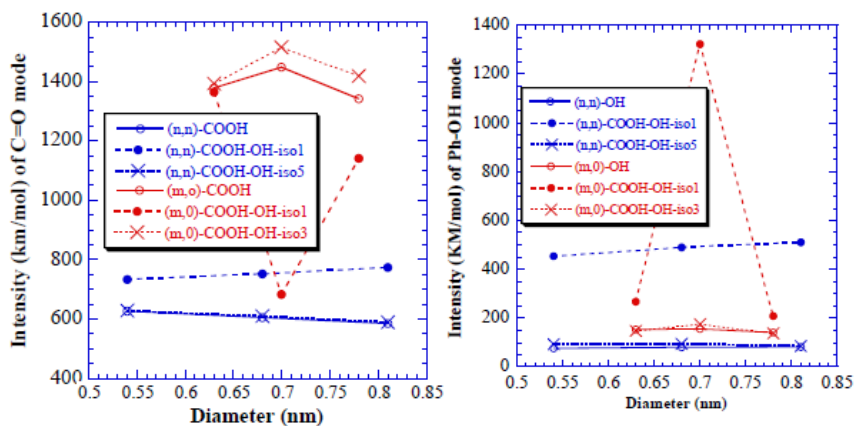 1600
1400
1200
1000
800
600
400
0.5 0.55 0.6 0.65 0.7 0.75 0.8 0.85
Intensity (km/mol) of C=O mode
Diameter (nm)
(n,n)-COOH
(n,n)-COOH-OH-iso1
(n,n)-COOH-OH-iso5
(m,o)-COOH
(m,0)-COOH-OH-iso1
(m,0)-COOH-OH-iso3
1400
1200
1000
800
600
400
200
0
0.5 0.55 0.6 0.65 0.7 0.75 0.8 0.85
Intensity (KM/mol) of Ph-OH mode
Diameter (nm)
(n,n)-OH
(n,n)-COOH-OH-iso1
(n,n)-COOH-OH-iso5
(m,0)-OH
(m,0)-COOH-OH-iso1
(m,0)-COOH-OH-iso3